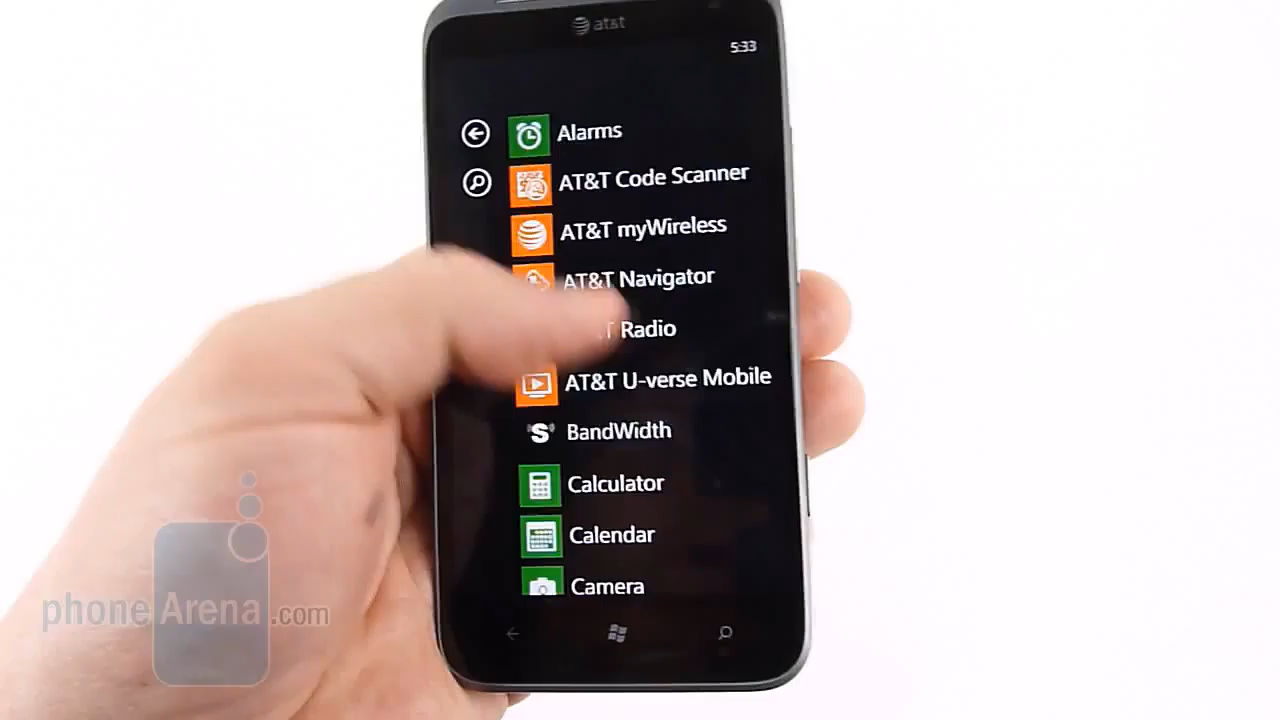 at&t
5:33
Alarms
AT&T Code Scanner
AT&T myWireless
AT&T Navigator
T Radio
AT&T U-verse Mobile
S BandWidth
Calculator
Calendar
Camera
phoneArena.com